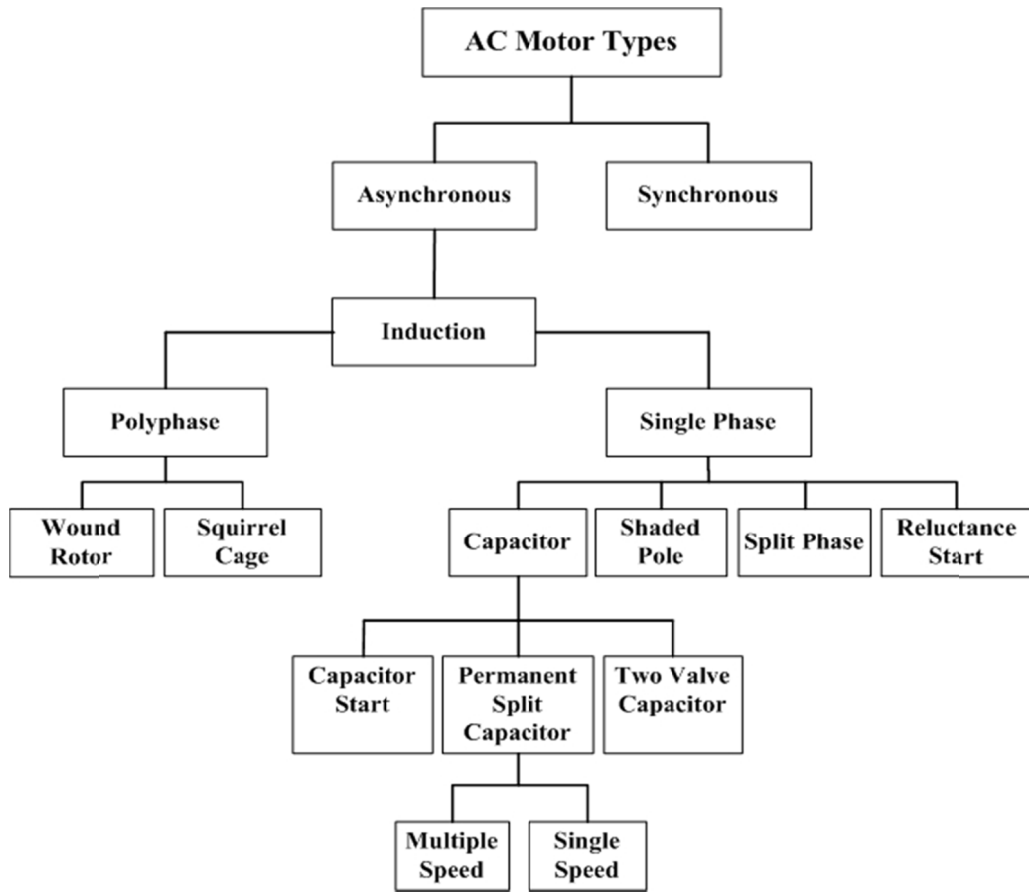 AC Motor Types
Asynchronous
Synchronous
Induction
Polyphase
Single Phase
Wound
Rotor
Squirrel
Cage
Capacitor
Shaded
Pole
Split Phase
Reluctance
Start
Capacitor
Start
Permanent
Split
Capacitor
Two Valve
Capacitor
Multiple
Speed
Single
Speed